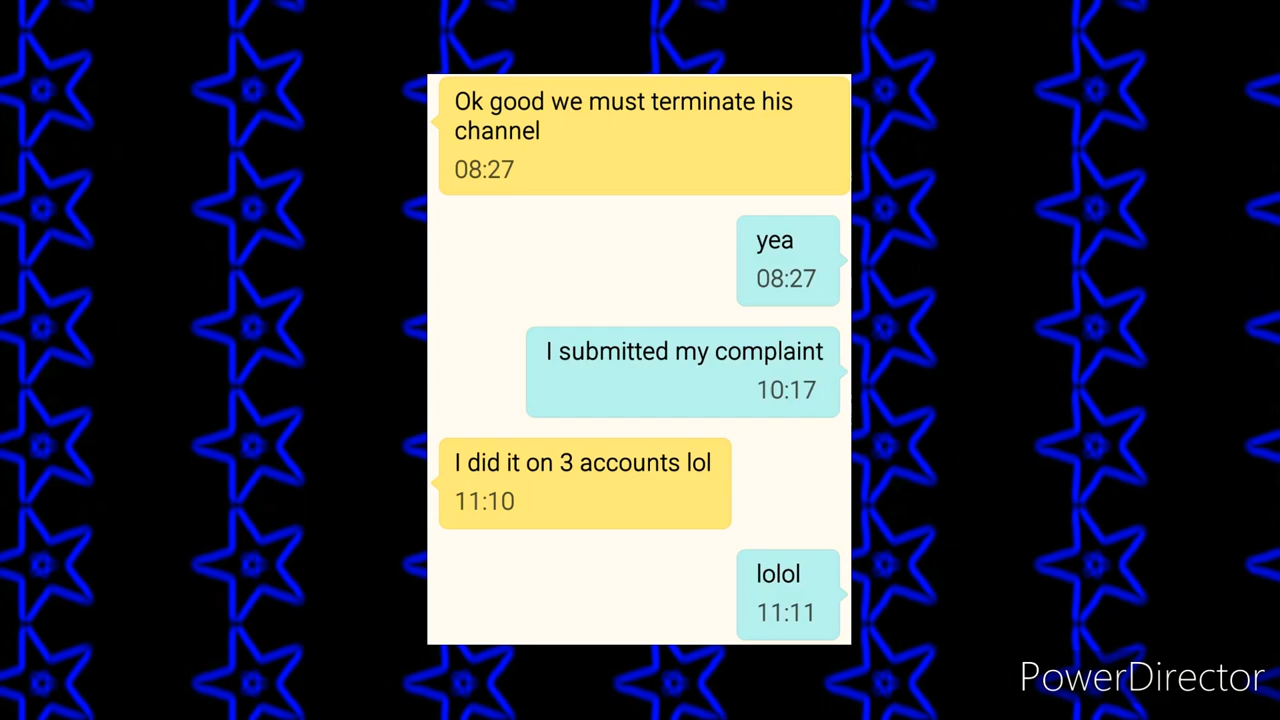 Ok good we must terminate his
channel
08:27
yea
08:27
I submitted my complaint
10:17
I did it on 3 accounts lol
11:10
lolol
11:11
PowerDirector